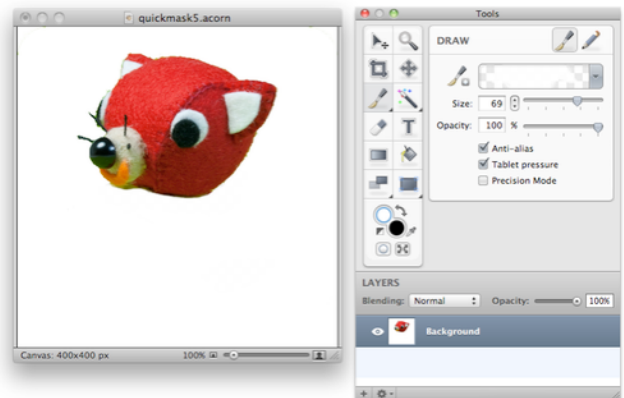 quickmask5.acorn
Canvas: 400x400 px
100%
Tools
T
DRAW
Size: 69
Opacity: 100 %
Anti-alias
Tablet pressure
Precision Mode
LAYERS
Blending: Normal Opacity: 100%
Background